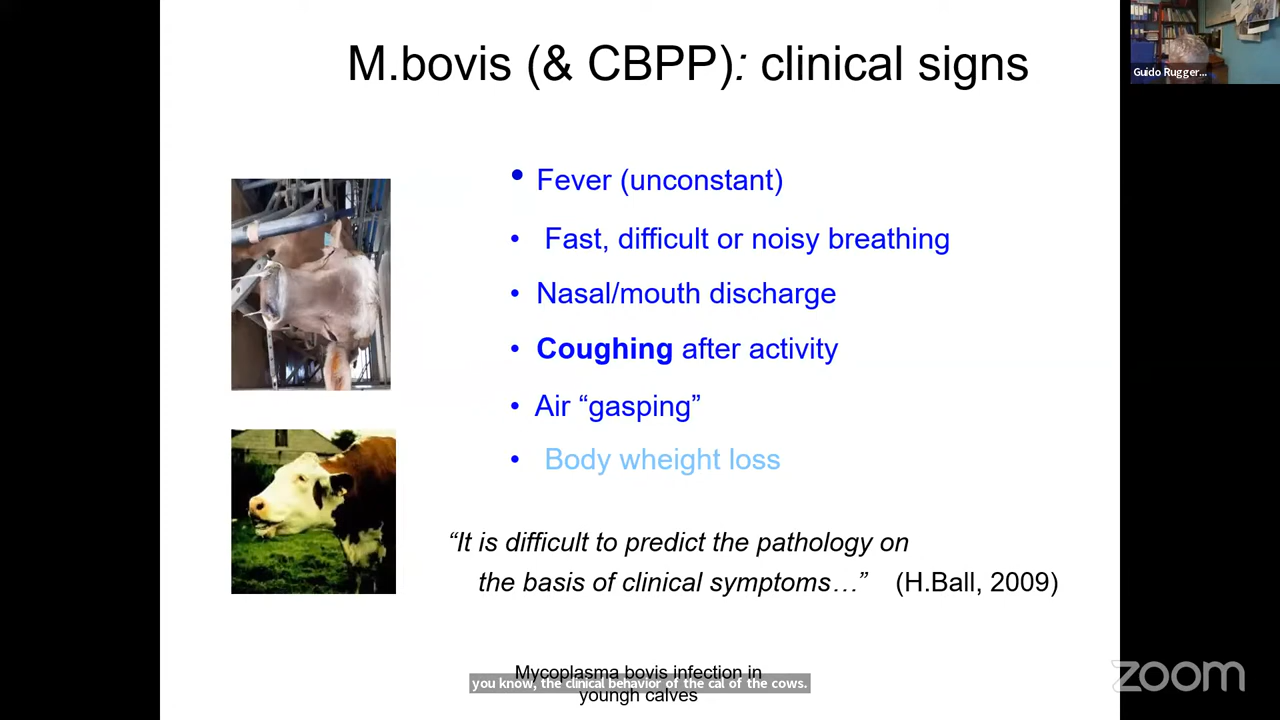 M.bovis (& CBPP): clinical signs
Guido Rugger...
• Fever (unconstant)
• Fast, difficult or noisy breathing
• Nasal/mouth discharge
• Coughing after activity
• Air “gasping”
• Body wheight loss
“It is difficult to predict the pathology on
the basis of clinical symptoms…” (H.Ball, 2009)
Mycoplasma bovis infection in
you know, the clinical behavior of the cal of the cows.
youngh calves
zoom